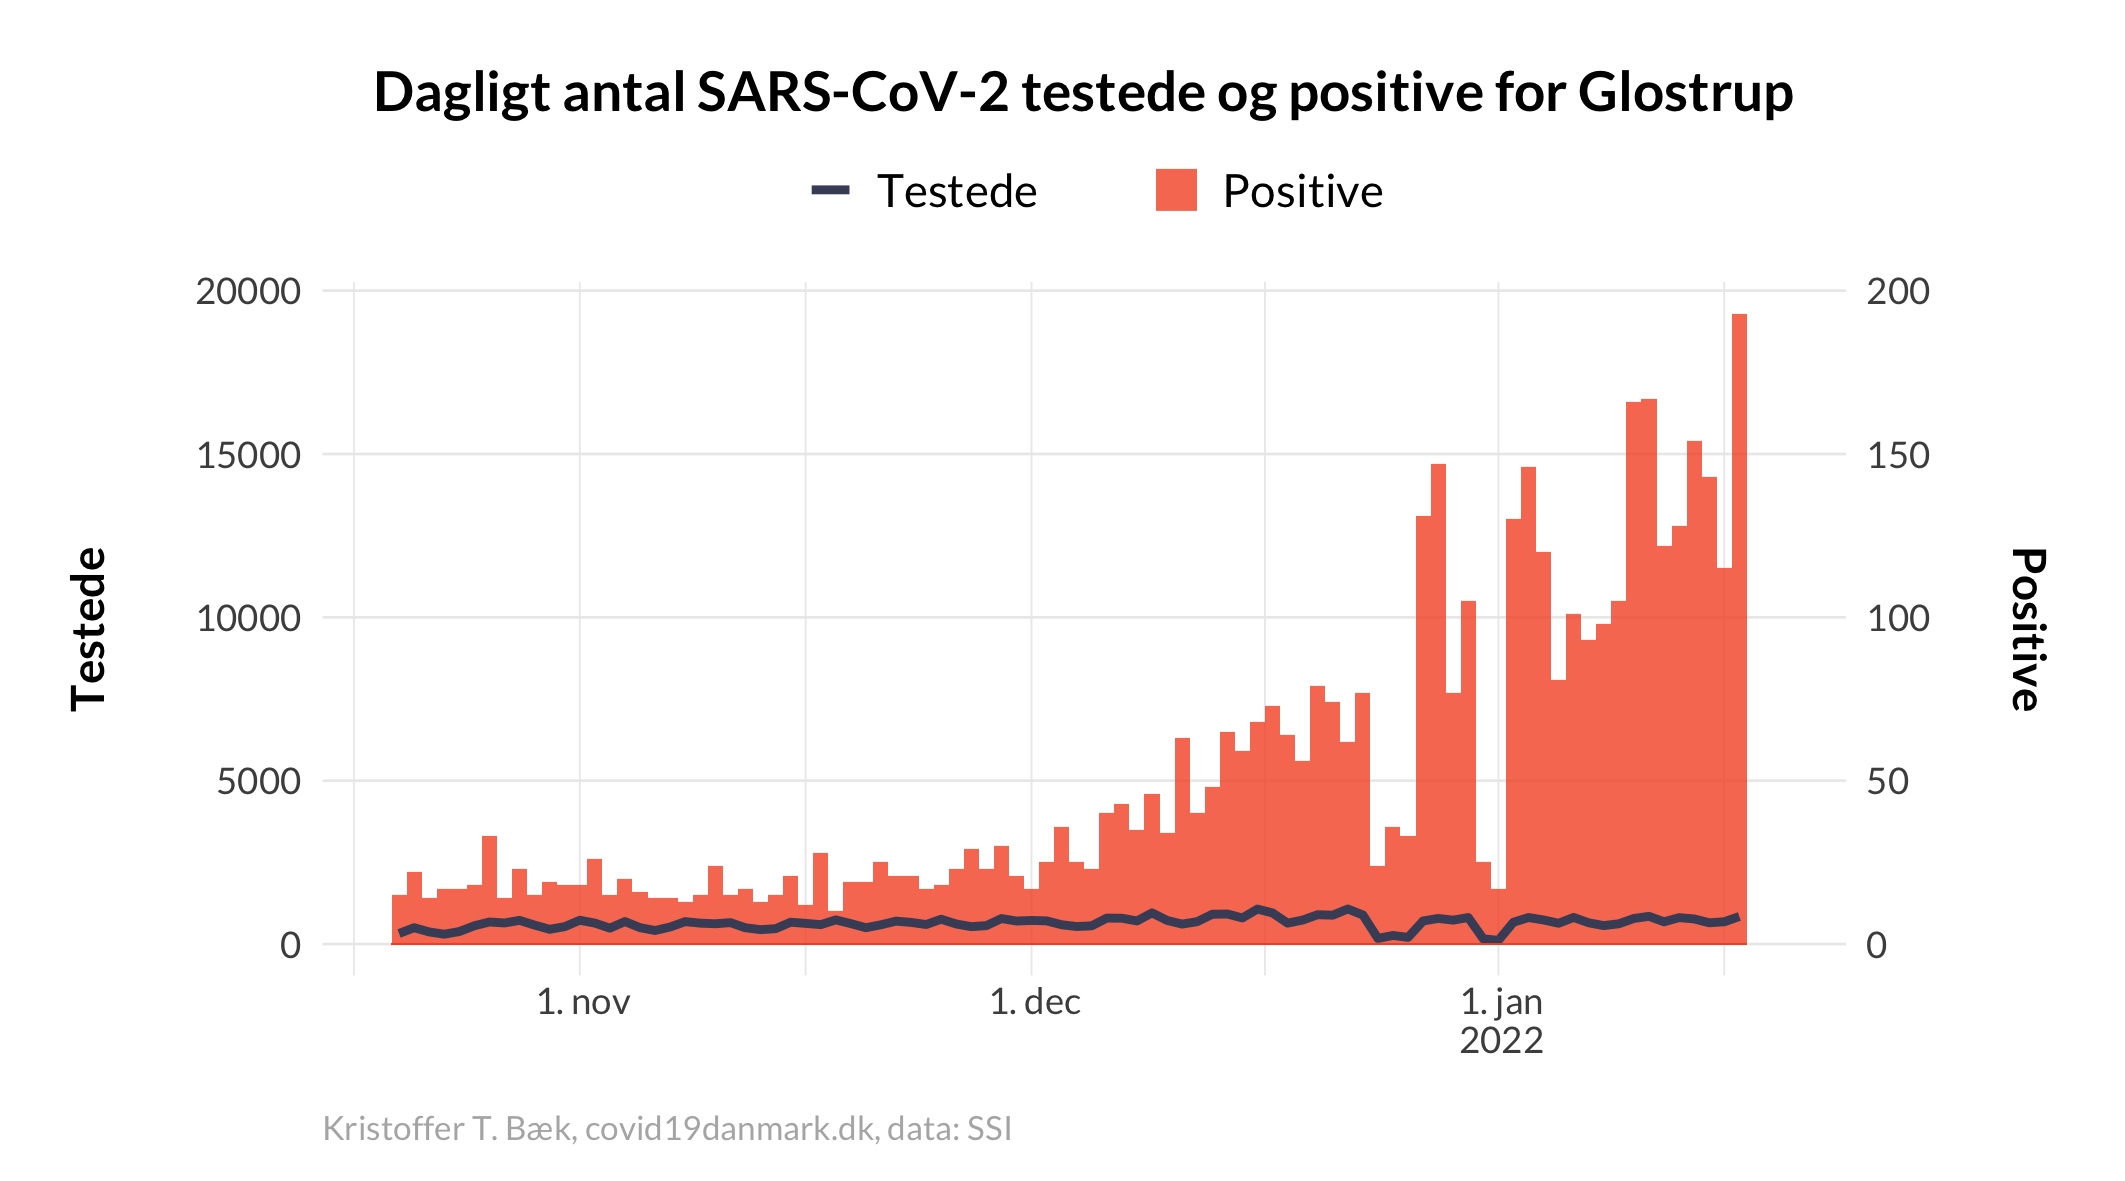 Dagligt antal SARS-CoV-2 testede og positive for Glostrup
Testede Positive
20000 200
15000 150
10000 100
5000 50
0 0
Testede
Positive
1. nov 1. dec 1. jan
2022
Kristoffer T. Bæk, covid19danmark.dk, data: SSI